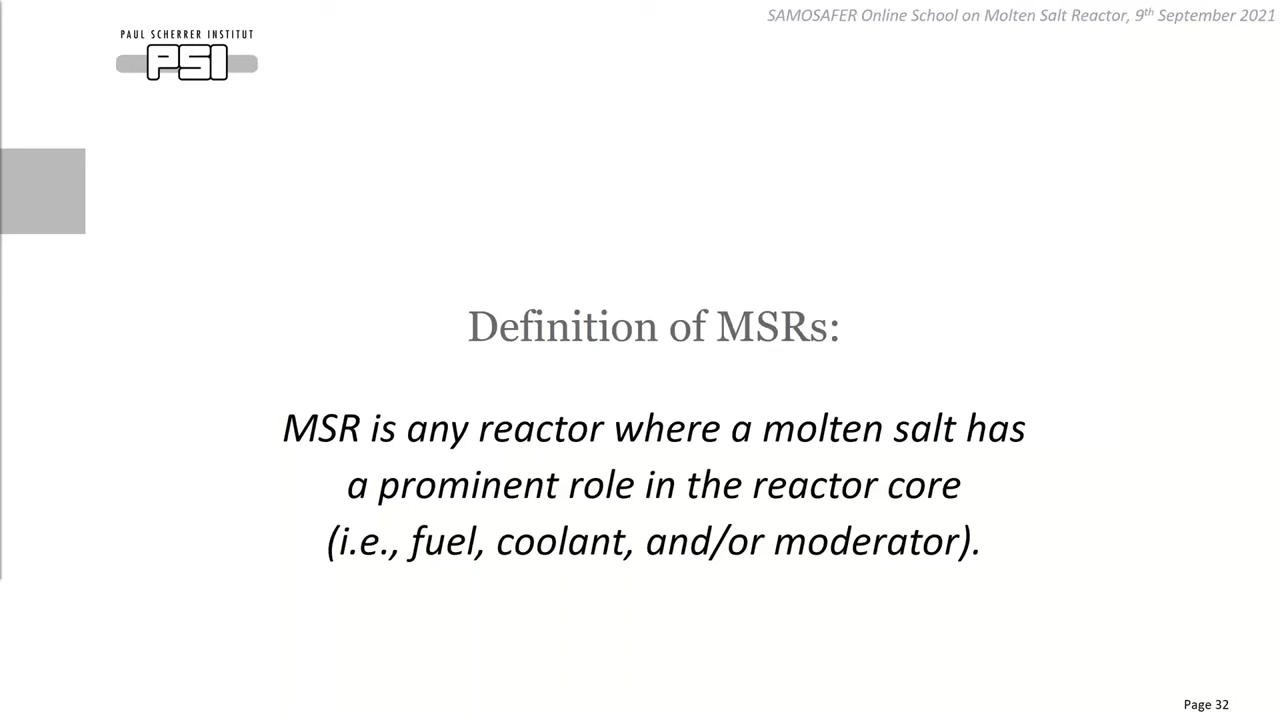 SAMOSAFER Online School on Molten Salt Reactor, 9th September 2021
PAUL SCHERRER INSTITUT
PSI
Definition of MSRs:
MSR is any reactor where a molten salt has
a prominent role in the reactor core
(i.e., fuel, coolant, and/or moderator).
Page 32